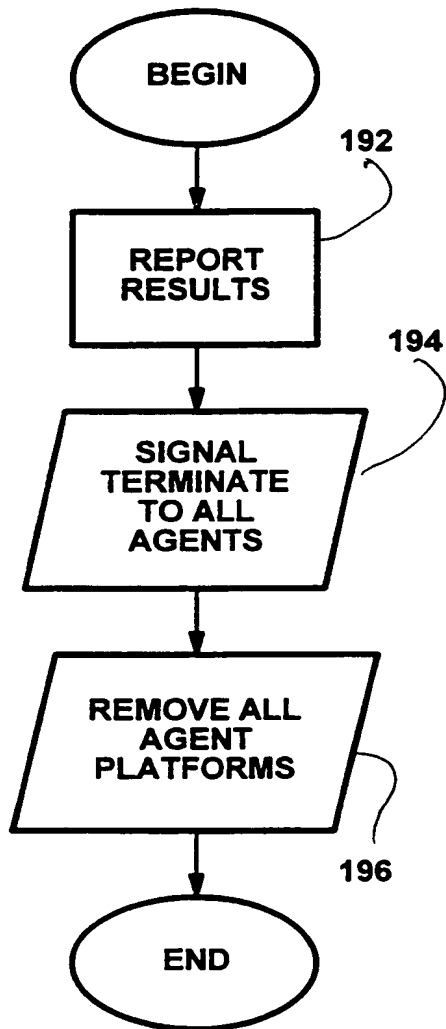 BEGIN
192
REPORT
RESULTS
194
SIGNAL
TERMINATE
TO ALL
AGENTS
REMOVE ALL
AGENT
PLATFORMS
196
END